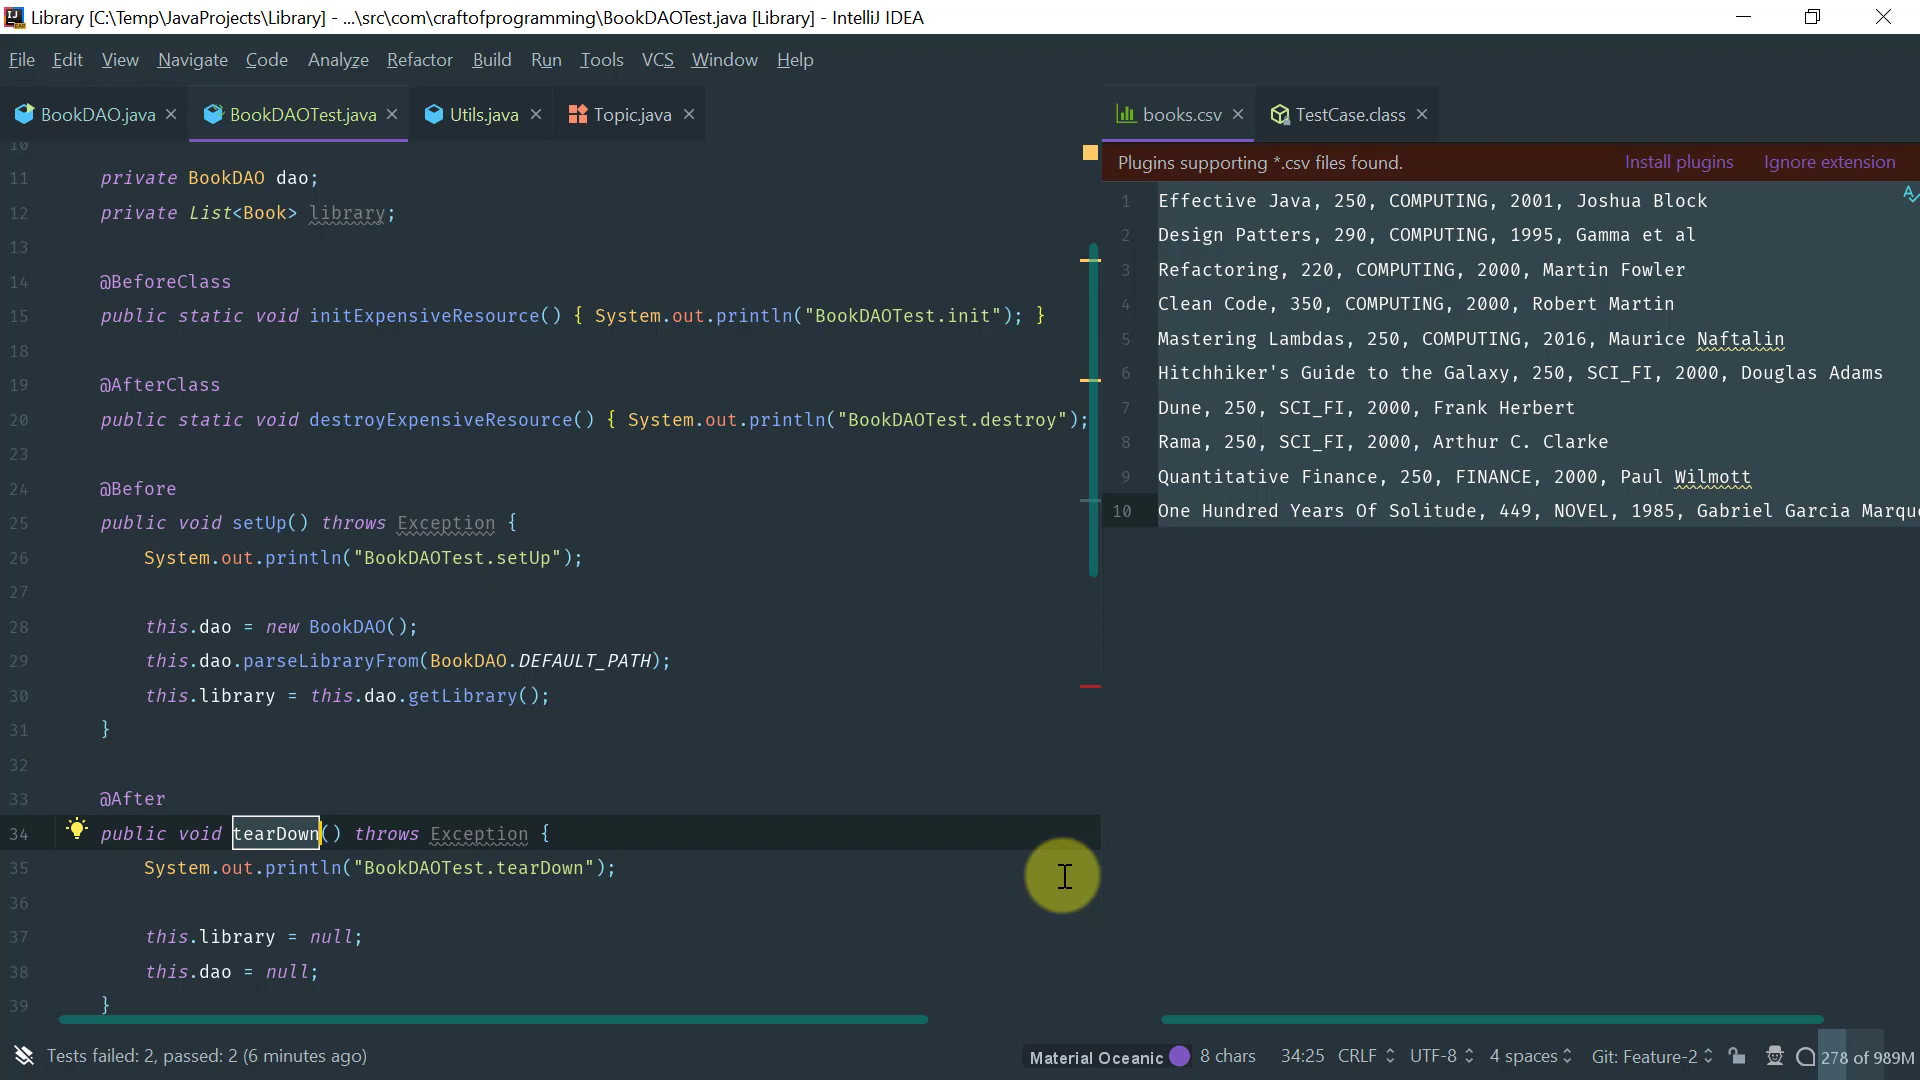 Library [C:\Temp\JavaProjects\Library] - ...\src\com\craftofprogramming\BookDAOTest.java [Library] - IntelliJ IDEA
File Edit View Navigate Code Analyze Refactor Build Run Tools VCS Window Help
BookDAO.java BookDAOTest.java Utils.java Topic.java
10
11 private BookDAO dao;
12 private List<Book> library;
13
14 @BeforeClass
15 public static void initExpensiveResource() { System.out.println("BookDAOTest.init"); }
18
19 @AfterClass
20 public static void destroyExpensiveResource() { System.out.println("BookDAOTest.destroy");
23
24 @Before
25 public void setUp() throws Exception {
26 System.out.println("BookDAOTest.setUp");
27
28 this.dao = new BookDAO();
29 this.dao.parseLibraryFrom(BookDAO.DEFAULT_PATH);
30 this.library = this.dao.getLibrary();
31 }
32
33 @After
34 public void tearDown() throws Exception {
35 System.out.println("BookDAOTest.tearDown");
36
37 this.library = null;
38 this.dao = null;
39 }
books.csv TestCase.class
Plugins supporting *.csv files found. Install plugins Ignore extension
1 Effective Java, 250, COMPUTING, 2001, Joshua Block
2 Design Patters, 290, COMPUTING, 1995, Gamma et al
3 Refactoring, 220, COMPUTING, 2000, Martin Fowler
4 Clean Code, 350, COMPUTING, 2000, Robert Martin
5 Mastering Lambdas, 250, COMPUTING, 2016, Maurice Naftalin
6 Hitchhiker's Guide to the Galaxy, 250, SCI_FI, 2000, Douglas Adams
7 Dune, 250, SCI_FI, 2000, Frank Herbert
8 Rama, 250, SCI_FI, 2000, Arthur C. Clarke
9 Quantitative Finance, 250, FINANCE, 2000, Paul Wilmott
10 One Hundred Years Of Solitude, 449, NOVEL, 1985, Gabriel Garcia Marqu
Tests failed: 2, passed: 2 (6 minutes ago) Material Oceanic 8 chars 34:25 CRLF UTF-8 4 spaces Git: Feature-2 278 of 989M